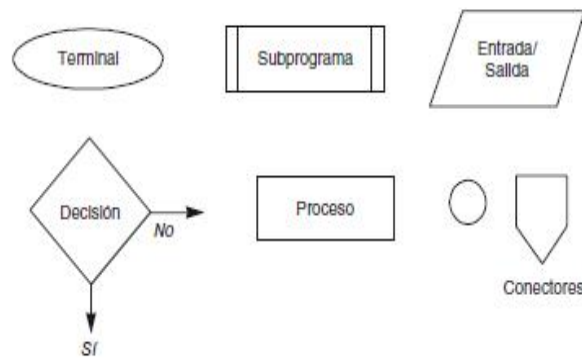 Terminal
Subprograma
Entrada/
Salida
Decisión
No
Sí
Proceso
Conectores